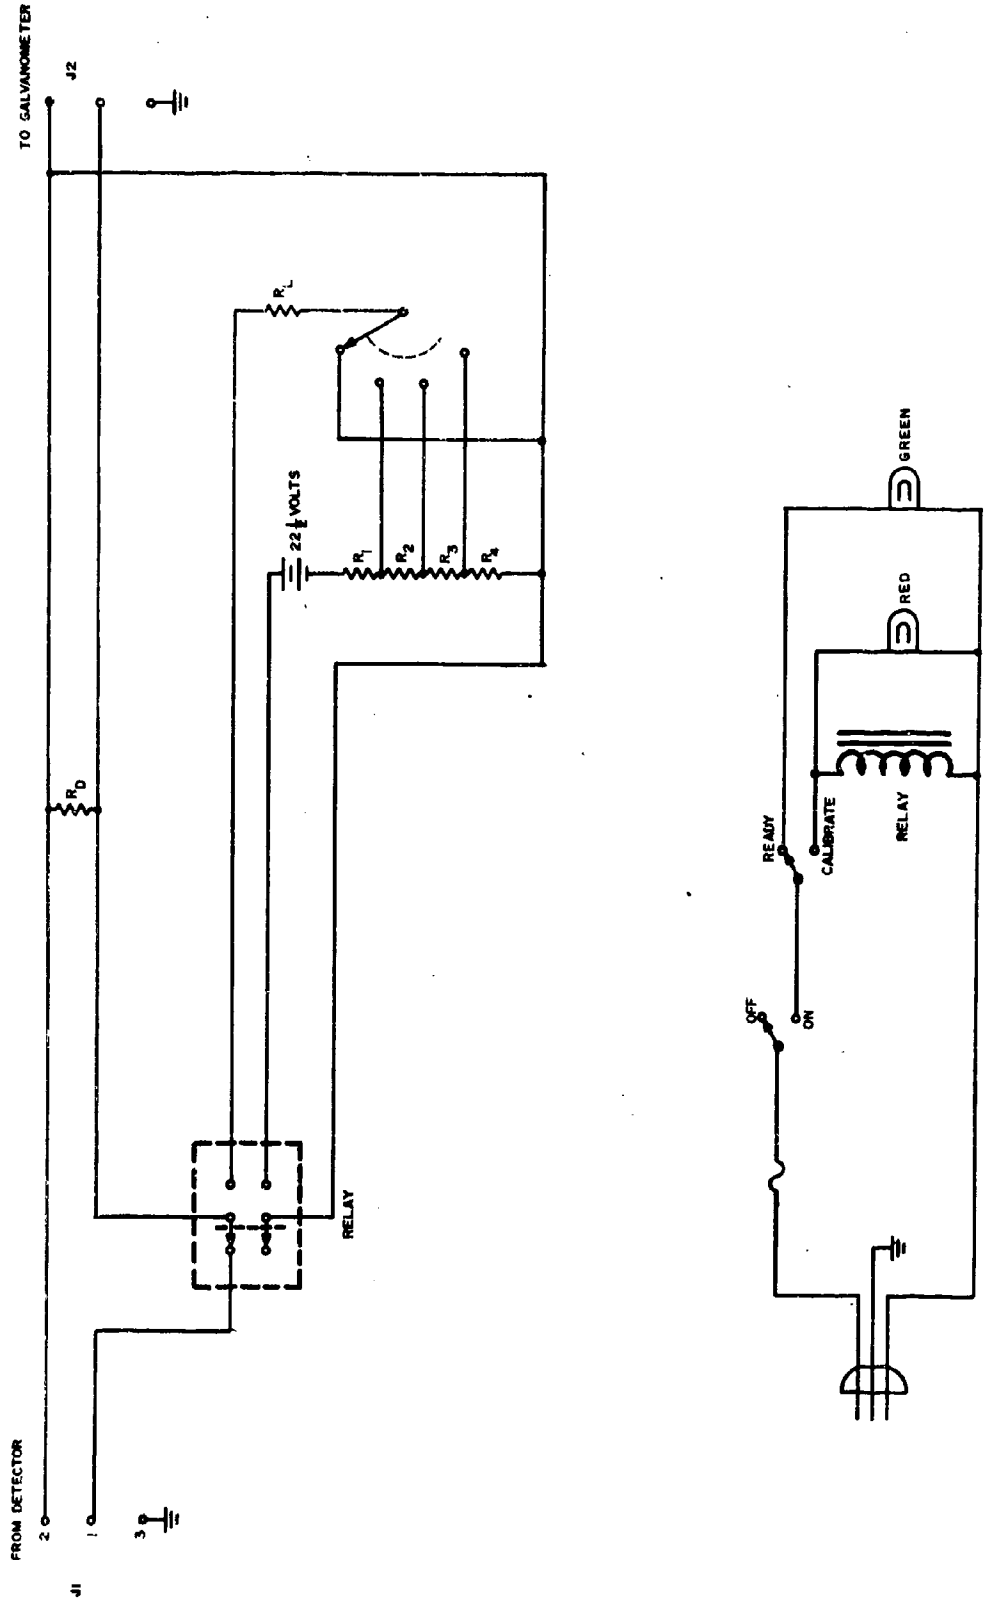 FROM DETECTOR
J1
2
1
3
RELAY
R_D
22 1/2 VOLTS
R1
R2
R3
R4
RL
TO GALVANOMETER
J2
OFF
ON
READY
CALIBRATE
RELAY
RED
GREEN